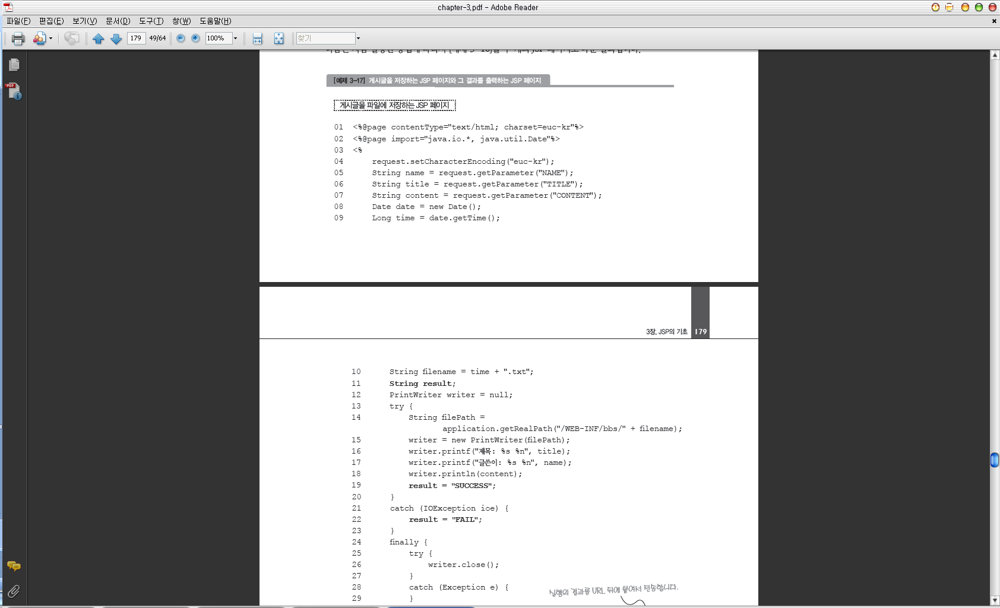 chapter-3.pdf - Adobe Reader
파일(F) 편집(E) 보기(V) 문서(D) 도구(T) 창(W) 도움말(H)
179 49/64 100% 찾기
[예제 3-17] 게시글을 저장하는 JSP 페이지와 그 결과를 출력하는 JSP 페이지
게시글을 파일에 저장하는 JSP 페이지
01 <%@page contentType="text/html; charset=euc-kr"%>
02 <%@page import="java.io.*, java.util.Date"%>
03 <%
04 request.setCharacterEncoding("euc-kr");
05 String name = request.getParameter("NAME");
06 String title = request.getParameter("TITLE");
07 String content = request.getParameter("CONTENT");
08 Date date = new Date();
09 Long time = date.getTime();
3장. JSP의 기초 179
10 String filename = time + ".txt";
11 String result;
12 PrintWriter writer = null;
13 try {
14 String filePath =
application.getRealPath("/WEB-INF/bbs/" + filename);
15 writer = new PrintWriter(filePath);
16 writer.printf("제목: %s %n", title);
17 writer.printf("글쓴이: %s %n", name);
18 writer.println(content);
19 result = "SUCCESS";
20 }
21 catch (IOException ioe) {
22 result = "FAIL";
23 }
24 finally {
25 try {
26 writer.close();
27 }
28 catch (Exception e) {
실행의 결과를 URL 뒤에 붙여서 전송합니다.
29 }